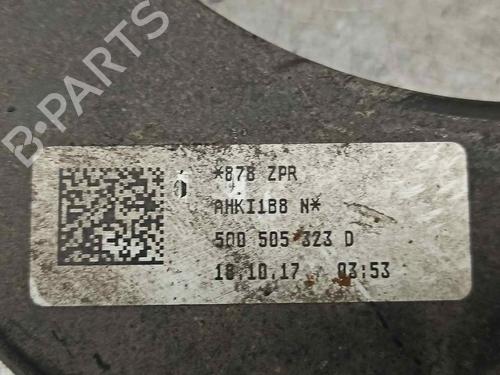 B-PARTS
*878 ZPR
AHKI1B8 N*
5Q0 505 323 D
18.10.17 03:53